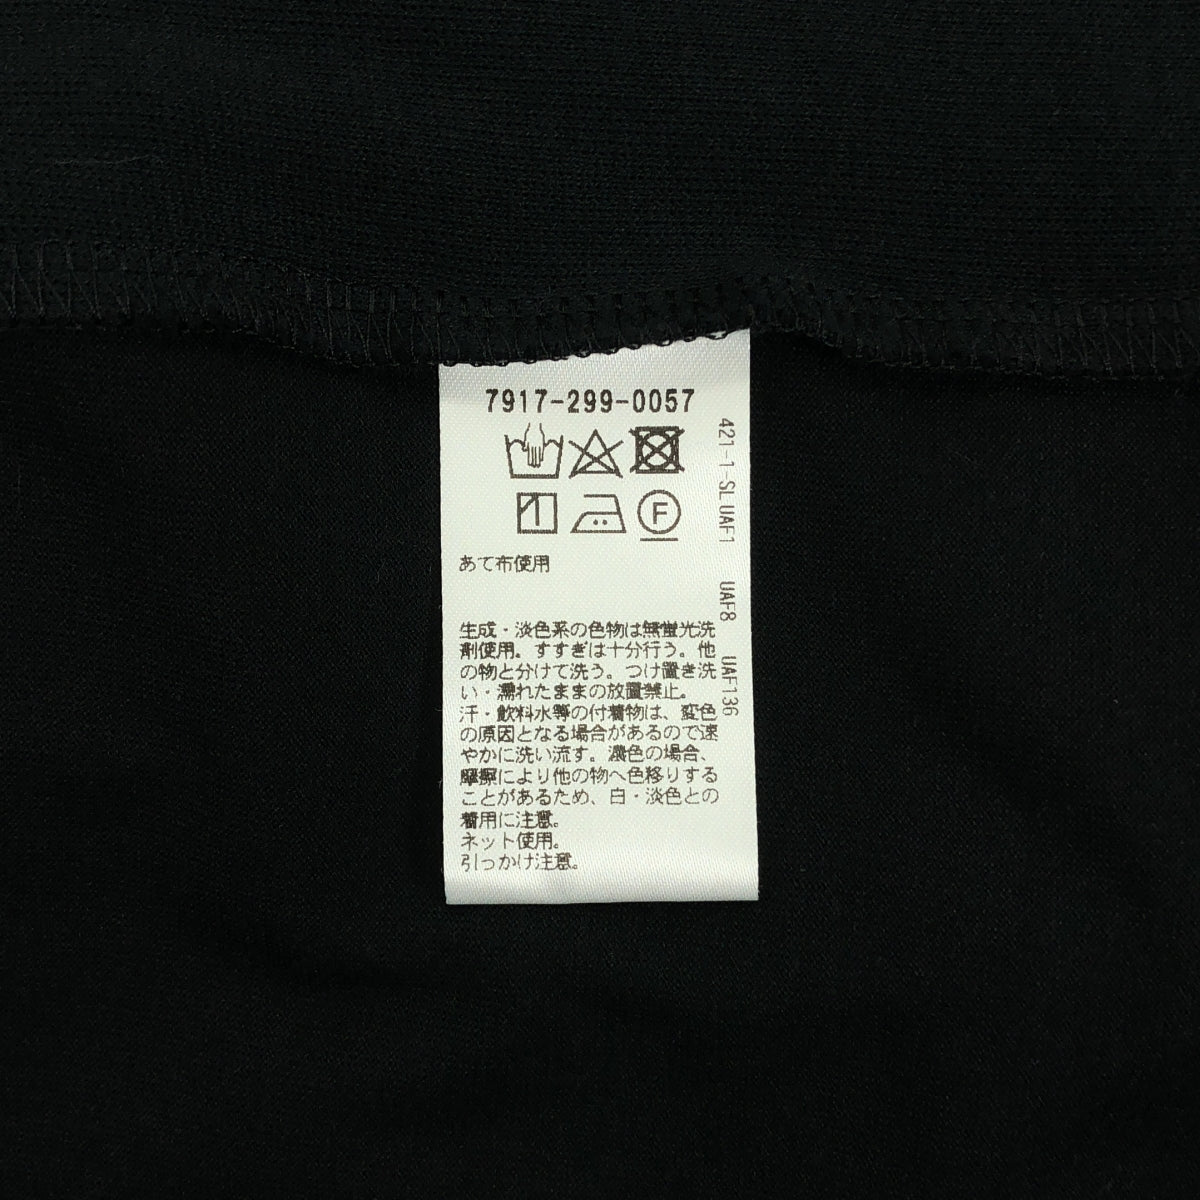 7917-299-0057
F
あて布使用
生成・淡色系の色物は無蛍光洗
剤使用。すすぎは十分行う。他
の物と分けて洗う。つけ置き洗
い・濡れたままの放置禁止。
汗・飲料水等の付着物は、変色
の原因となる場合があるので速
やかに洗い流す。濃色の場合、
摩擦により他の物へ色移りする
ことがあるため、白・淡色との
着用に注意。
ネット使用。
引っかけ注意。
421-1-SL UAF1 UAF8 UAF136